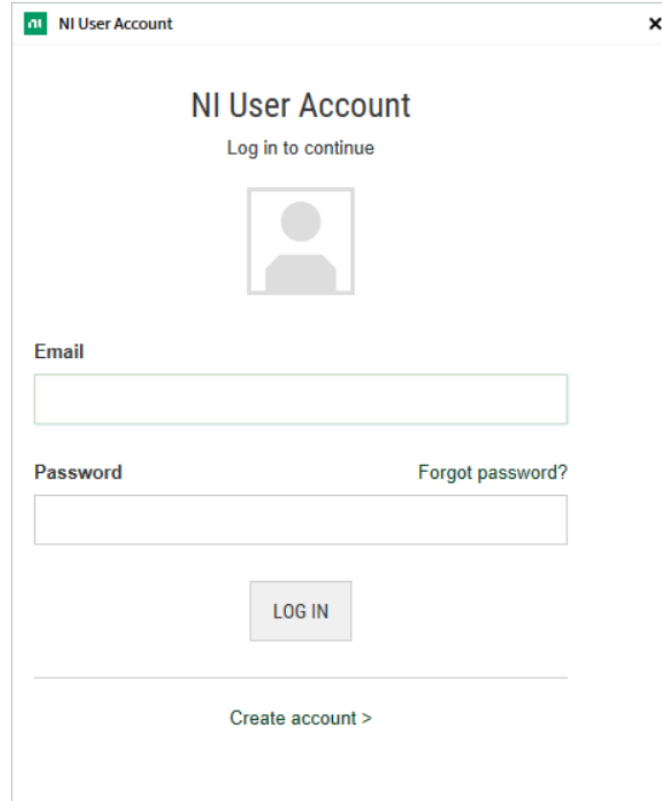 NI User Account
NI User Account
Log in to continue
Email
Password Forgot password?
LOG IN
Create account >